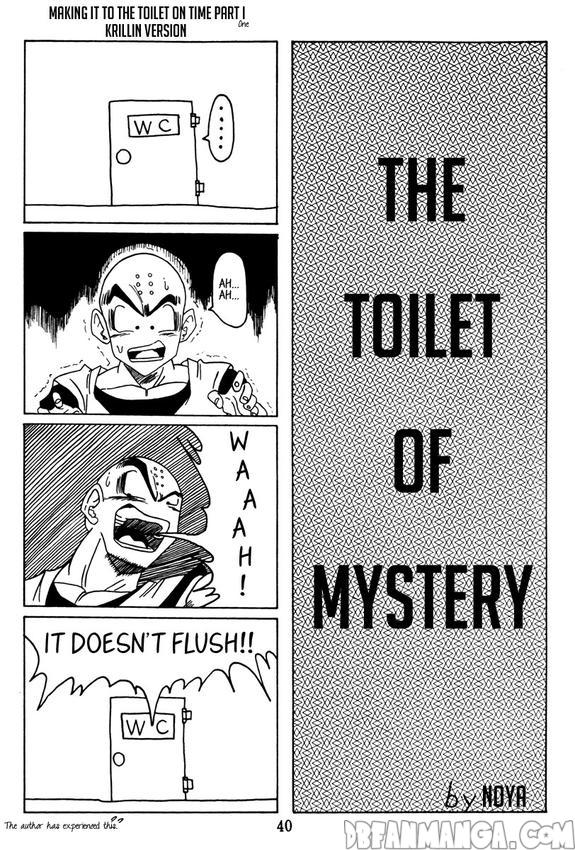 MAKING IT TO THE TOILET ON TIME PART I
One
KRILLIN VERSION
WC
......
AH...
AH...
WAAAH!
IT DOESN'T FLUSH!!
WC
The author has experienced this.
THE
TOILET
OF
MYSTERY
by NOYA
40
DBFANMANGA.COM